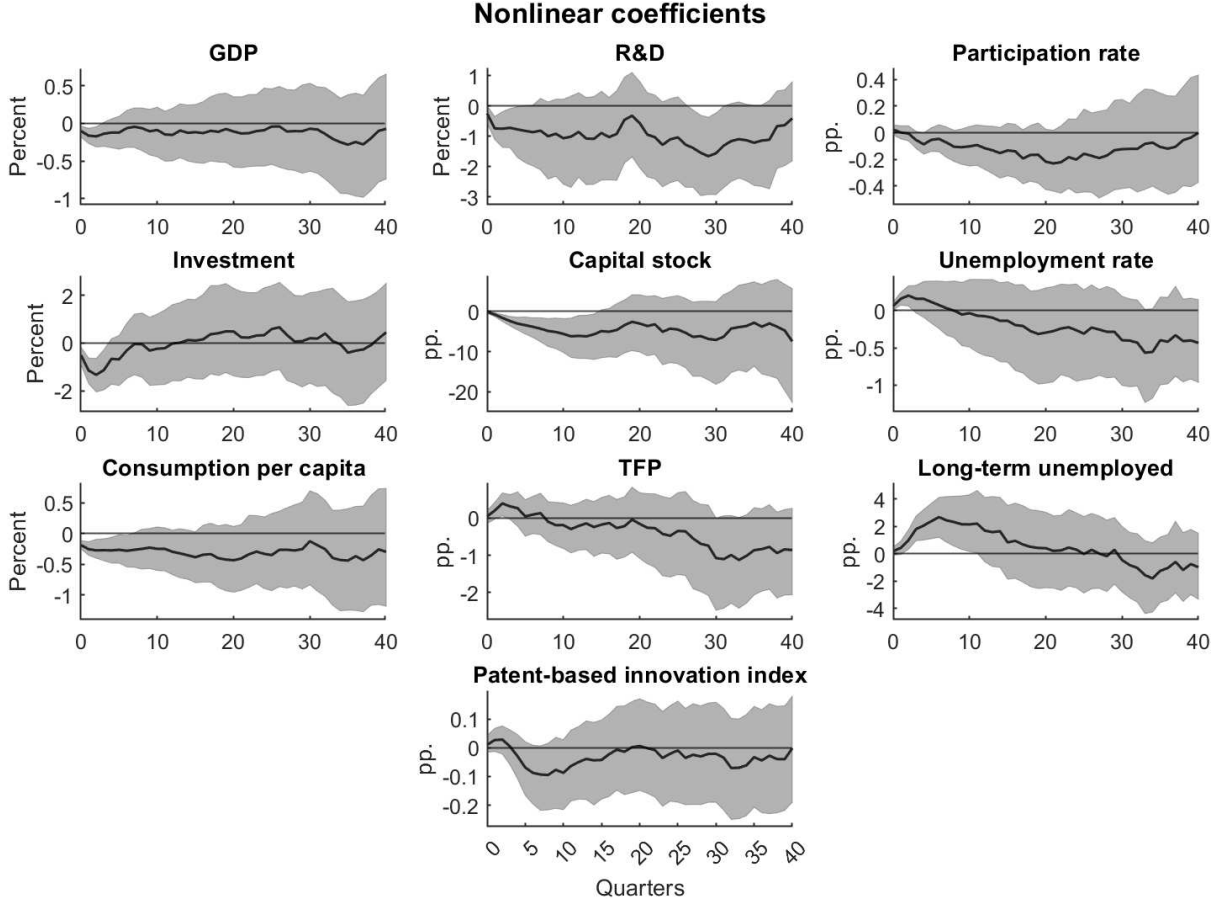 Nonlinear coefficients
GDP
Percent
0.5
0
-0.5
-1
0 10 20 30 40
R&D
Percent
1
0
-1
-2
-3
0 10 20 30 40
Participation rate
pp.
0.4
0.2
0
-0.2
-0.4
0 10 20 30 40
Investment
Percent
2
0
-2
0 10 20 30 40
Capital stock
pp.
0
-10
-20
0 10 20 30 40
Unemployment rate
pp.
0
-0.5
-1
0 10 20 30 40
Consumption per capita
Percent
0.5
0
-0.5
-1
0 10 20 30 40
TFP
pp.
0
-1
-2
0 10 20 30 40
Long-term unemployed
pp.
4
2
0
-2
-4
0 10 20 30 40
Patent-based innovation index
pp.
0.1
0
-0.1
-0.2
0 5 10 15 20 25 30 35 40
Quarters